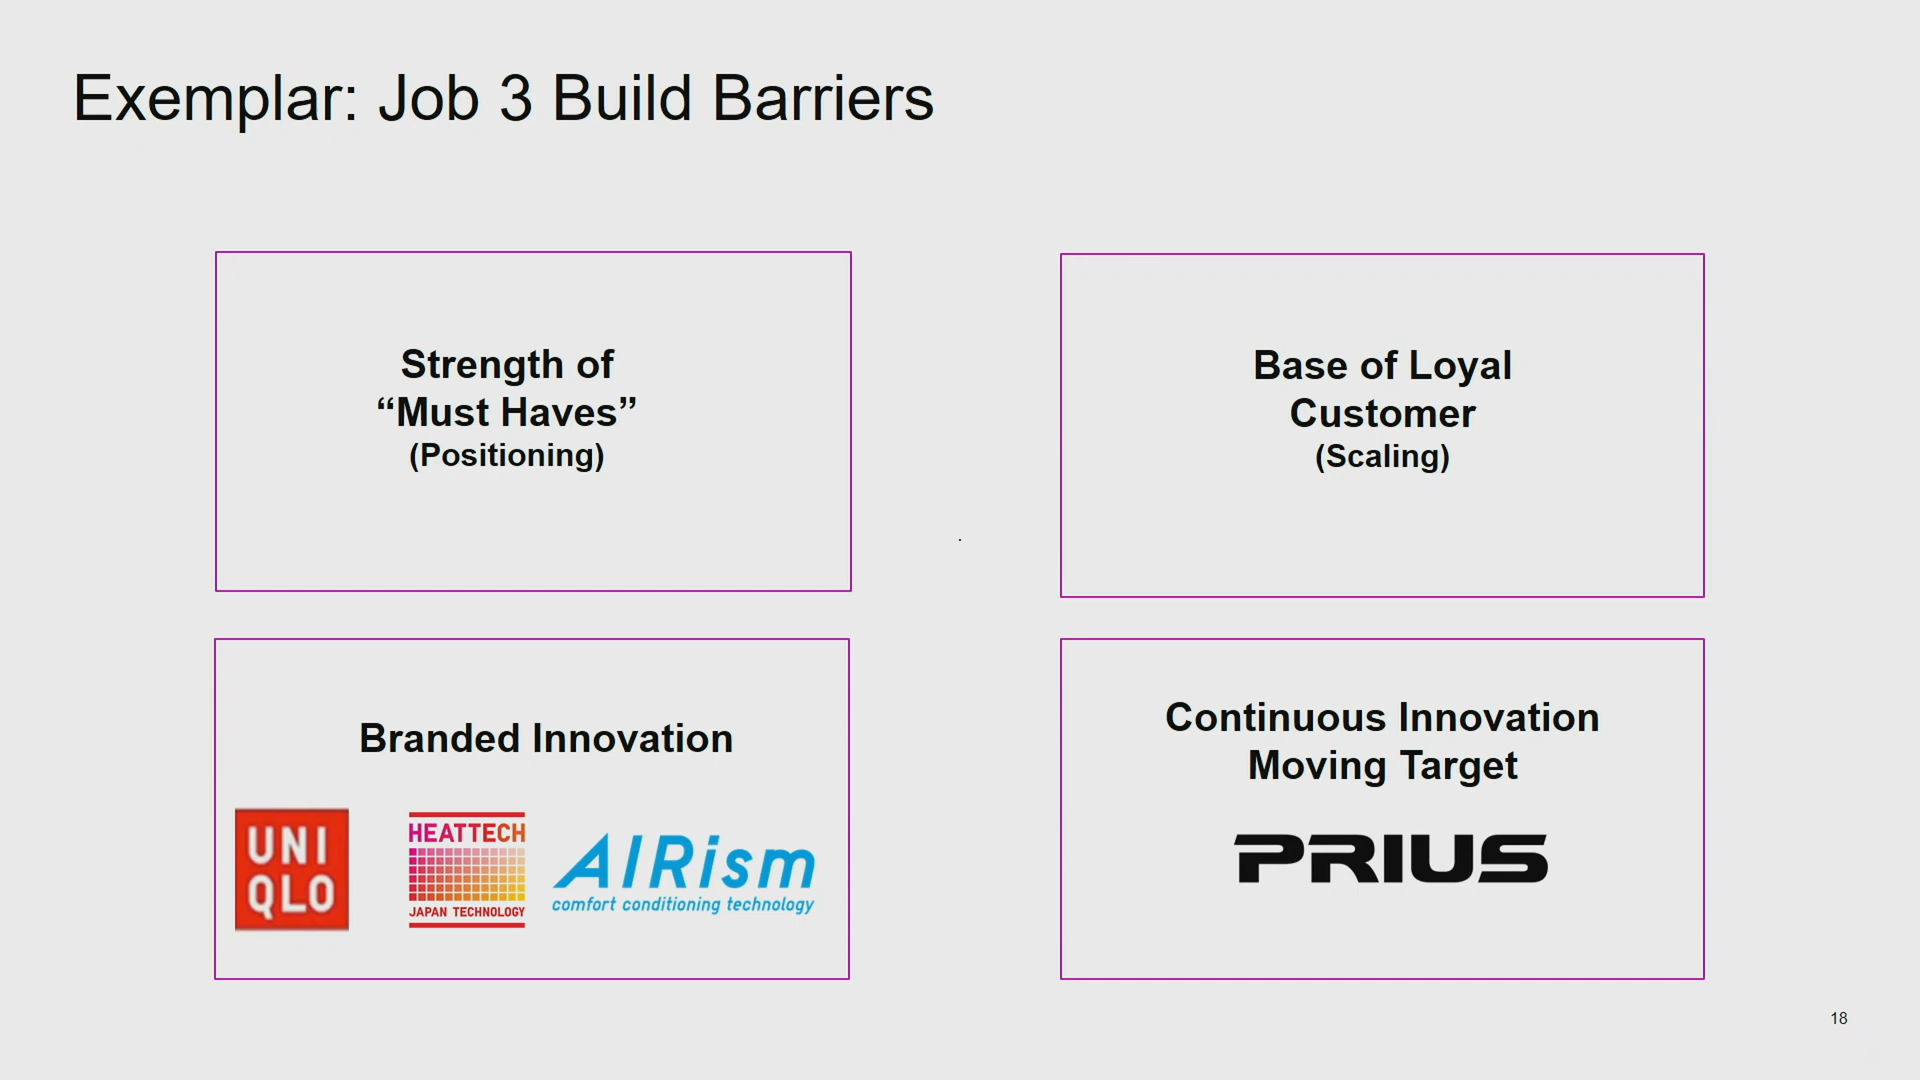 Exemplar: Job 3 Build Barriers
Strength of
“Must Haves”
(Positioning)
Base of Loyal
Customer
(Scaling)
Branded Innovation
UNI
QLO
HEATTECH
JAPAN TECHNOLOGY
AIRism
comfort conditioning technology
Continuous Innovation
Moving Target
PRIUS
18